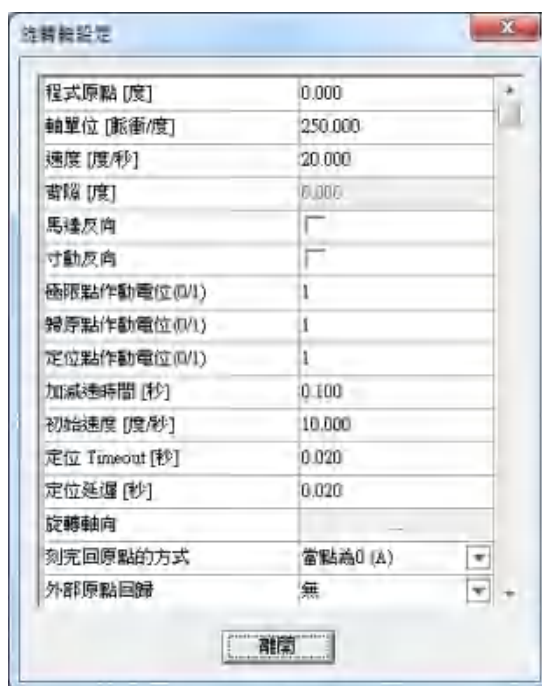 旋轉軸設定
程式原點 [度] 0.000
軸單位 [脈衝/度] 250.000
速度 [度/秒] 20.000
背隙 [度] 0.000
馬達反向
寸動反向
極限點作動電位(0/1) 1
歸原點作動電位(0/1) 1
定位點作動電位(0/1) 1
加減速時間 [秒] 0.100
初始速度 [度/秒] 10.000
定位 Timeout [秒] 0.020
定位延遲 [秒] 0.020
旋轉軸向 ...
刻完回原點的方式 當點為0 (A)
外部原點回歸 無
離開